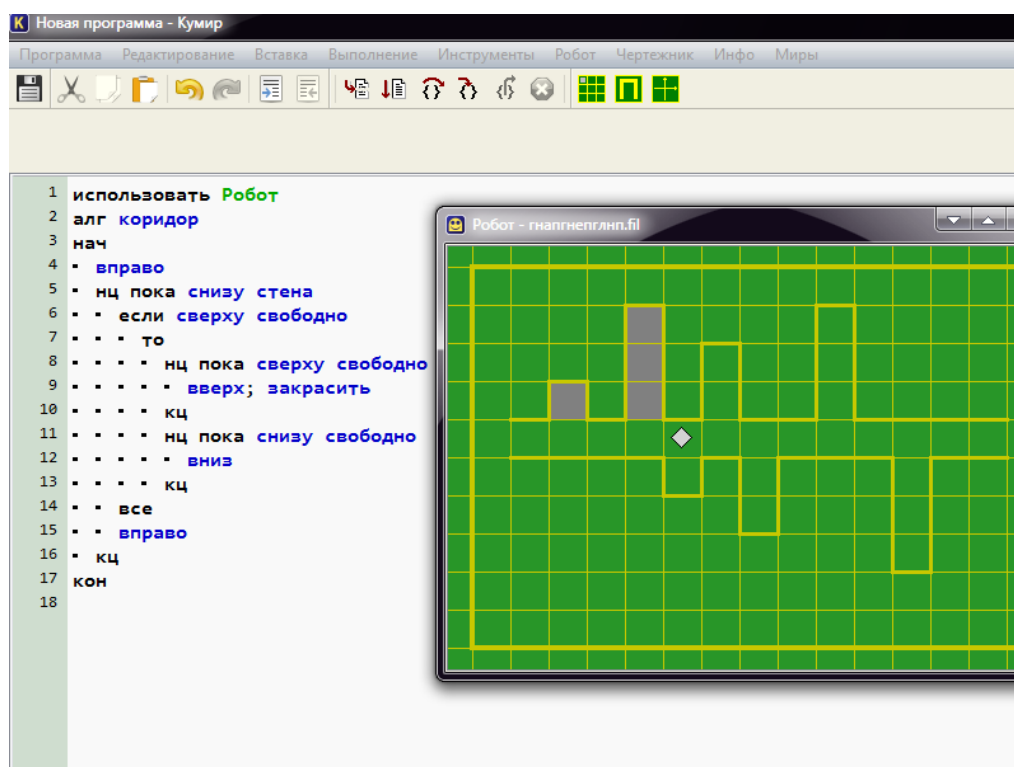 Новая программа - Кумир
Программа Редактирование Вставка Выполнение Инструменты Робот Чертежник Инфо Миры
1 использовать Робот
2 алг коридор
3 нач
4 вправо
5 нц пока снизу стена
6 если сверху свободно
7 то
8 нц пока сверху свободно
9 вверх; закрасить
10 кц
11 нц пока снизу свободно
12 вниз
13 кц
14 все
15 вправо
16 кц
17 кон
18
Робот - гнапгнепглнп.fil